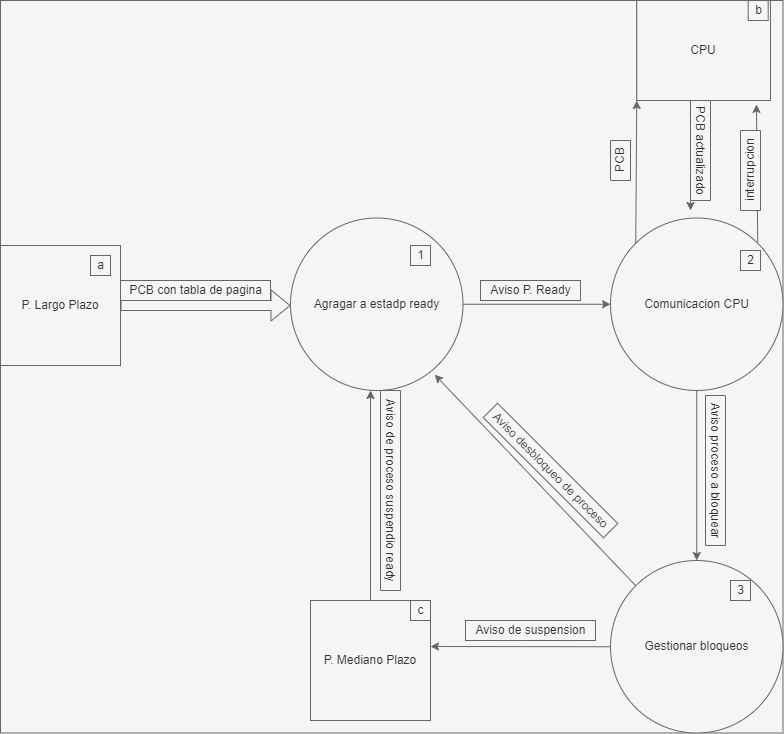 b
CPU
PCB
PCB actualizado
interrupcion
a
P. Largo Plazo
PCB con tabla de pagina
1
Agragar a estadp ready
Aviso P. Ready
2
Comunicacion CPU
Aviso de proceso suspendio ready
Aviso desbloqueo de proceso
Aviso proceso a bloquear
c
P. Mediano Plazo
Aviso de suspension
3
Gestionar bloqueos